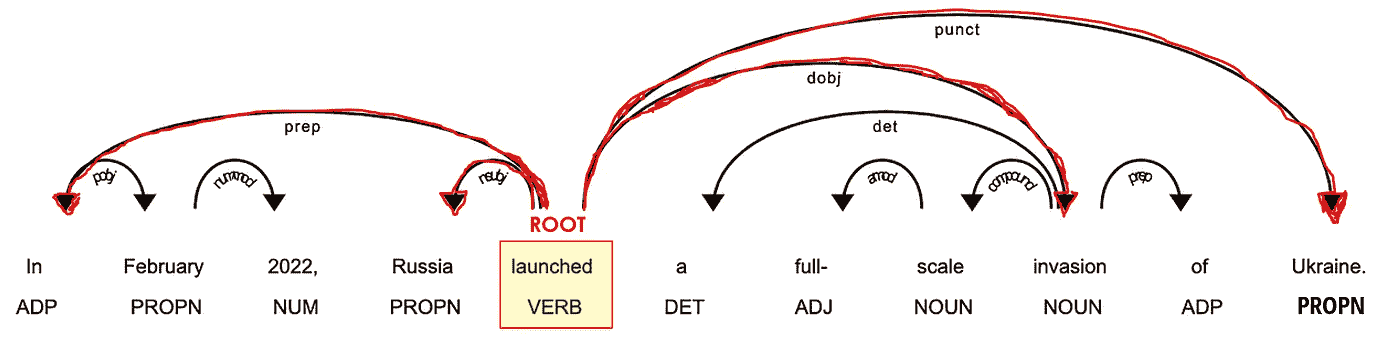 punct
dobj
prep det
pobj nummod nsubj amod compound prep
ROOT
In February 2022, Russia launched a full- scale invasion of Ukraine.
ADP PROPN NUM PROPN VERB DET ADJ NOUN NOUN ADP PROPN